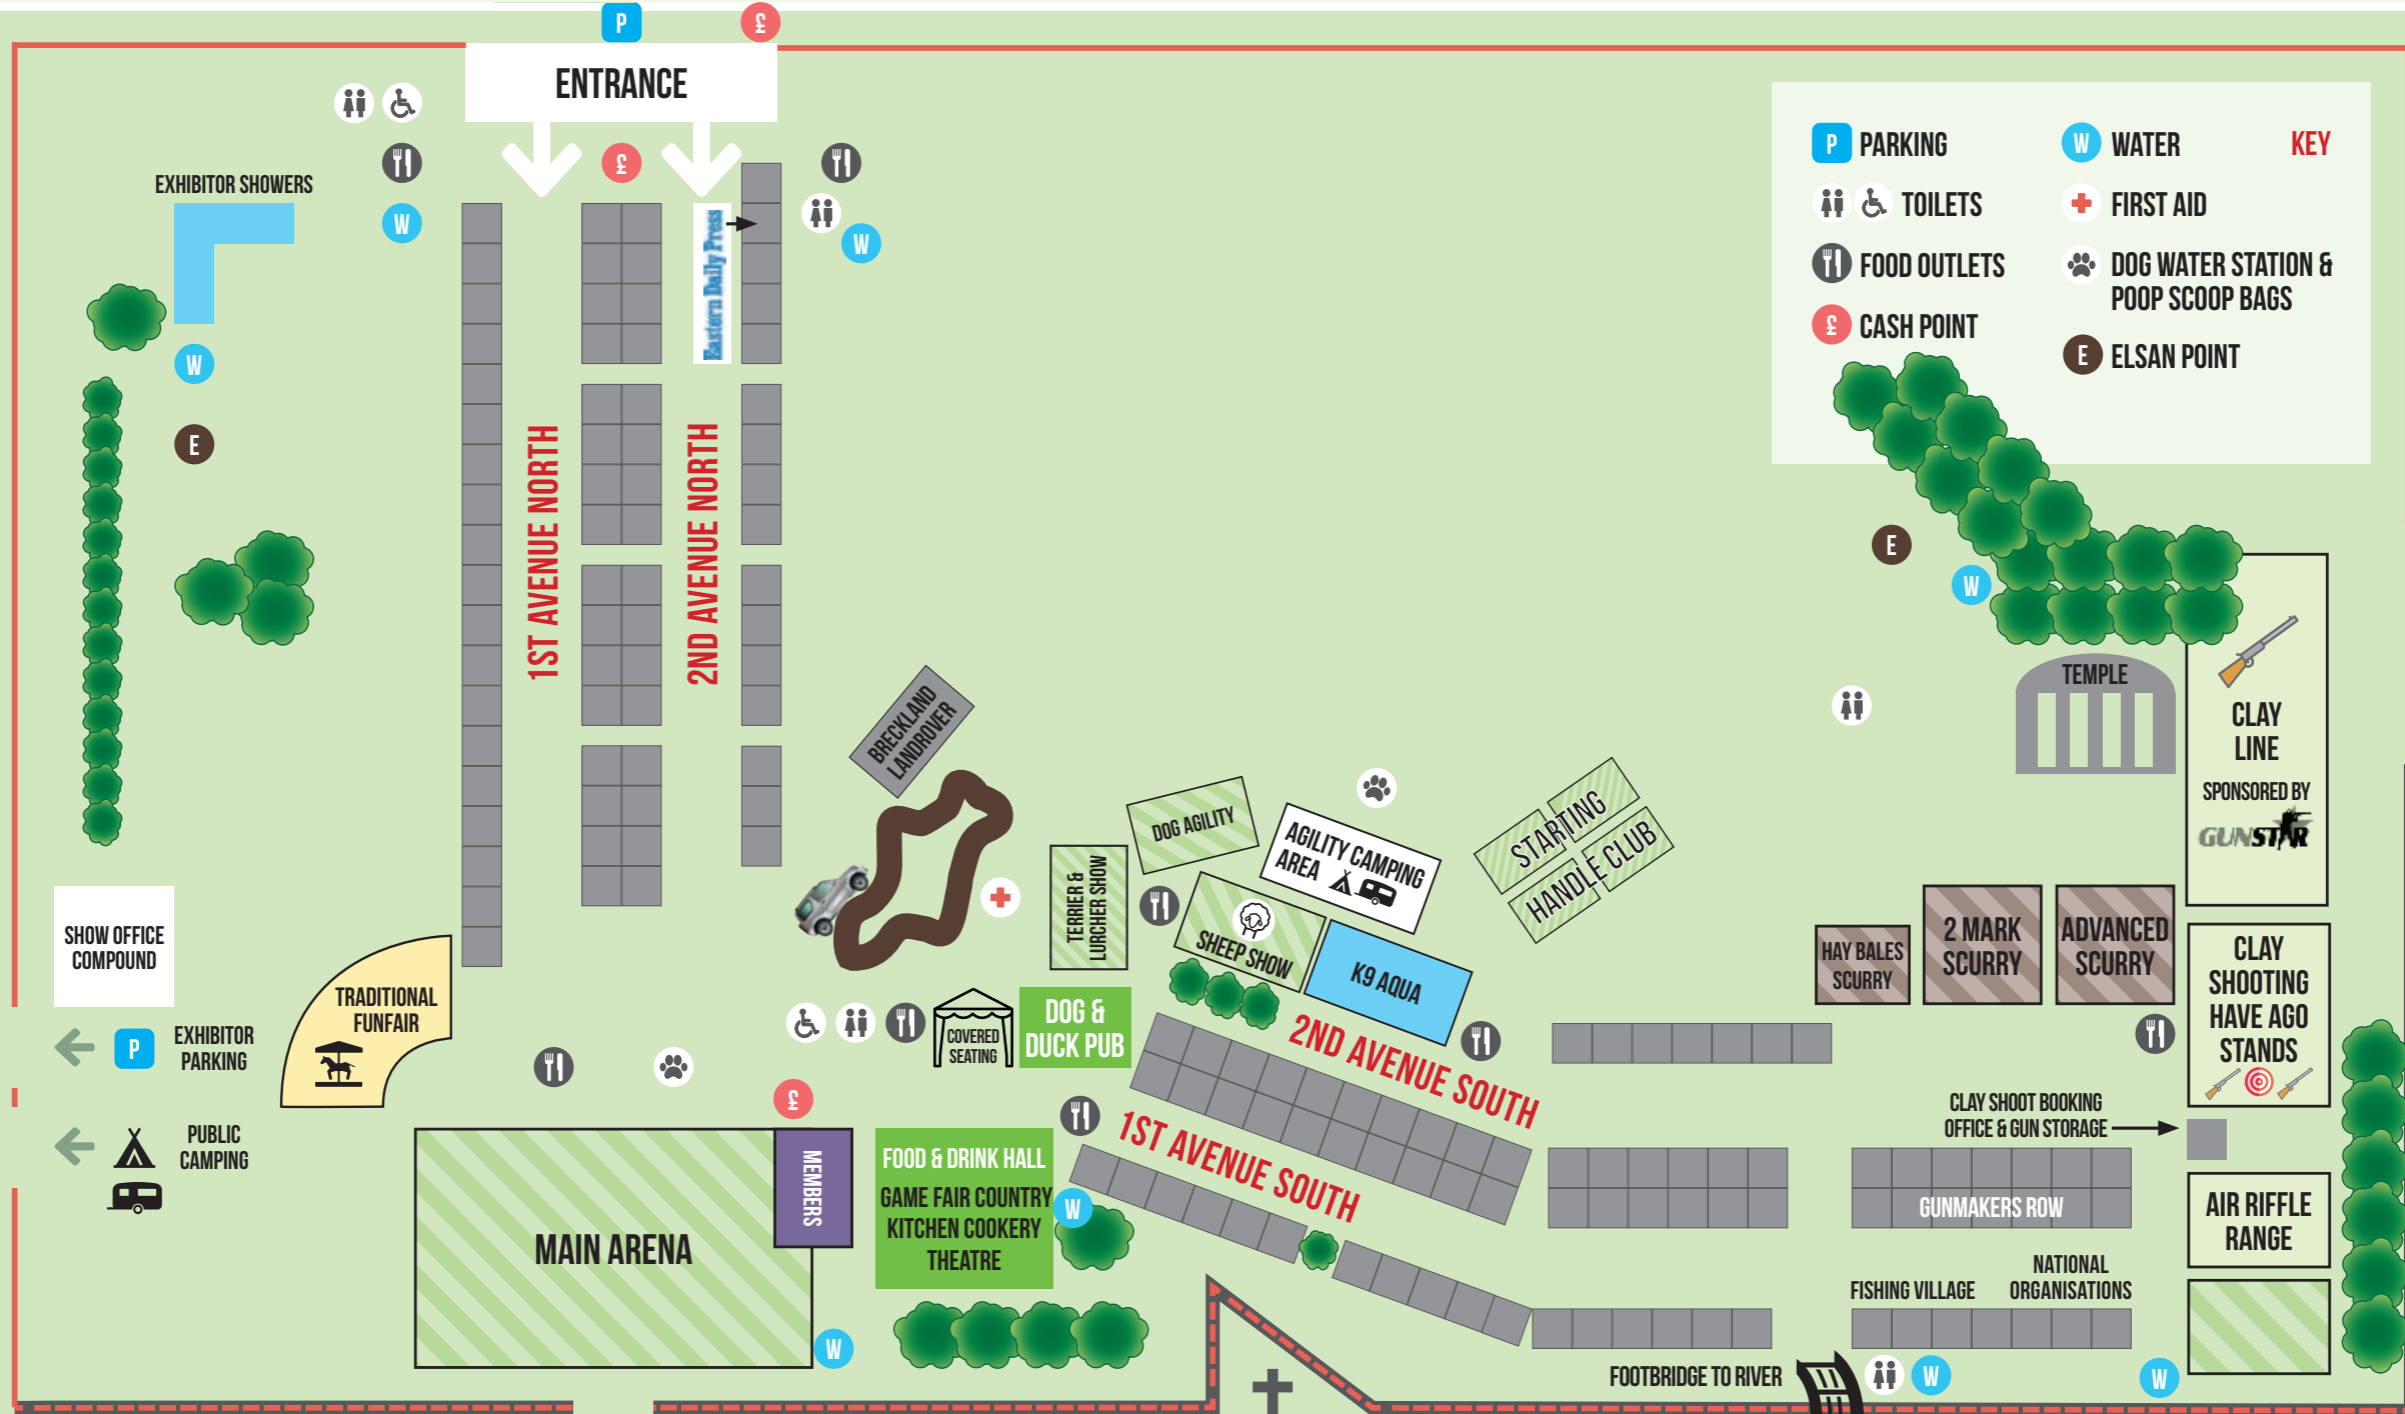 P
£
ENTRANCE
£
EXHIBITOR SHOWERS
W
Eastern Daily Press
W
W
E
1ST AVENUE NORTH
2ND AVENUE NORTH
P PARKING
TOILETS
FOOD OUTLETS
£ CASH POINT
W WATER
KEY
FIRST AID
DOG WATER STATION &
POOP SCOOP BAGS
E ELSAN POINT
E
W
TEMPLE
CLAY
LINE
SPONSORED BY
GUNSTAR
BRECKLAND
LANDROVER
DOG AGILITY
AGILITY CAMPING
AREA
STARTING
HANDLE CLUB
TERRIER &
LURCHER SHOW
SHEEP SHOW
K9 AQUA
HAY BALES
SCURRY
2 MARK
SCURRY
ADVANCED
SCURRY
CLAY
SHOOTING
HAVE AGO
STANDS
SHOW OFFICE
COMPOUND
TRADITIONAL
FUNFAIR
P
EXHIBITOR
PARKING
PUBLIC
CAMPING
COVERED
SEATING
DOG &
DUCK PUB
£
2ND AVENUE SOUTH
1ST AVENUE SOUTH
CLAY SHOOT BOOKING
OFFICE & GUN STORAGE
MAIN ARENA
MEMBERS
FOOD & DRINK HALL
GAME FAIR COUNTRY
KITCHEN COOKERY
THEATRE
W
W
GUNMAKERS ROW
AIR RIFFLE
RANGE
FISHING VILLAGE
NATIONAL
ORGANISATIONS
FOOTBRIDGE TO RIVER
W
W